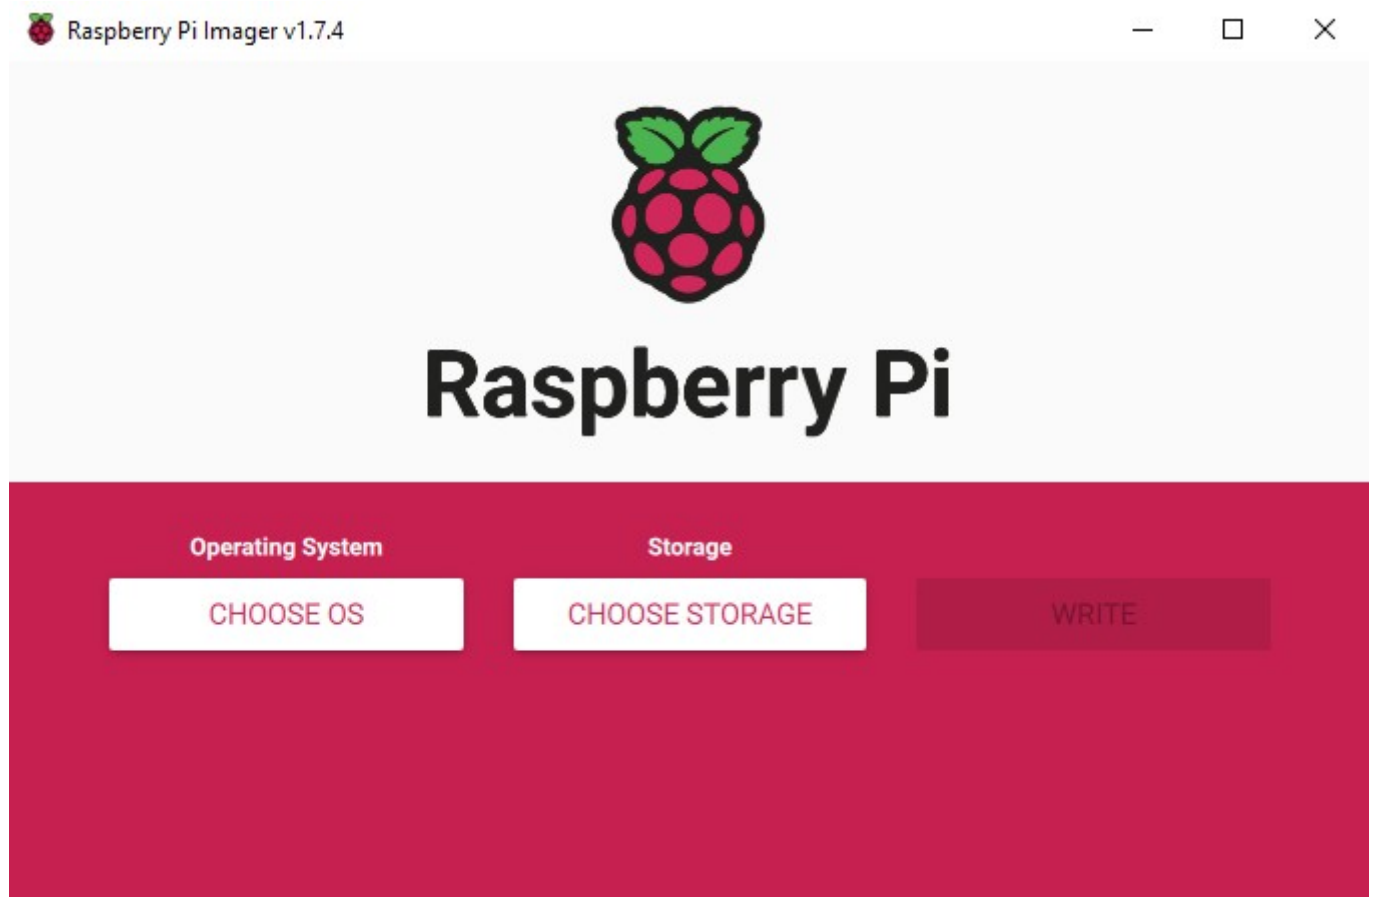 Raspberry Pi Imager v1.7.4
Raspberry Pi
Operating System
Storage
CHOOSE OS
CHOOSE STORAGE
WRITE